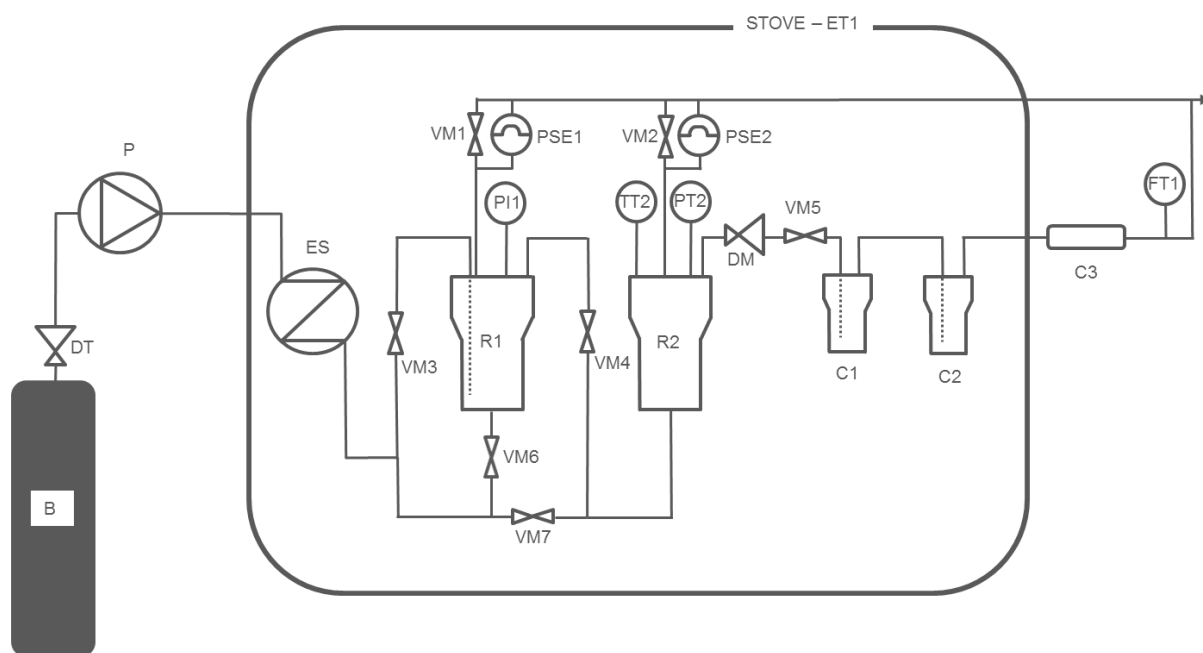 STOVE – ET1
VM1
PSE1
VM2
PSE2
P
PI1
TT2
PT2
VM5
FT1
DM
ES
C3
DT
VM3
R1
VM4
R2
C1
C2
VM6
B
VM7